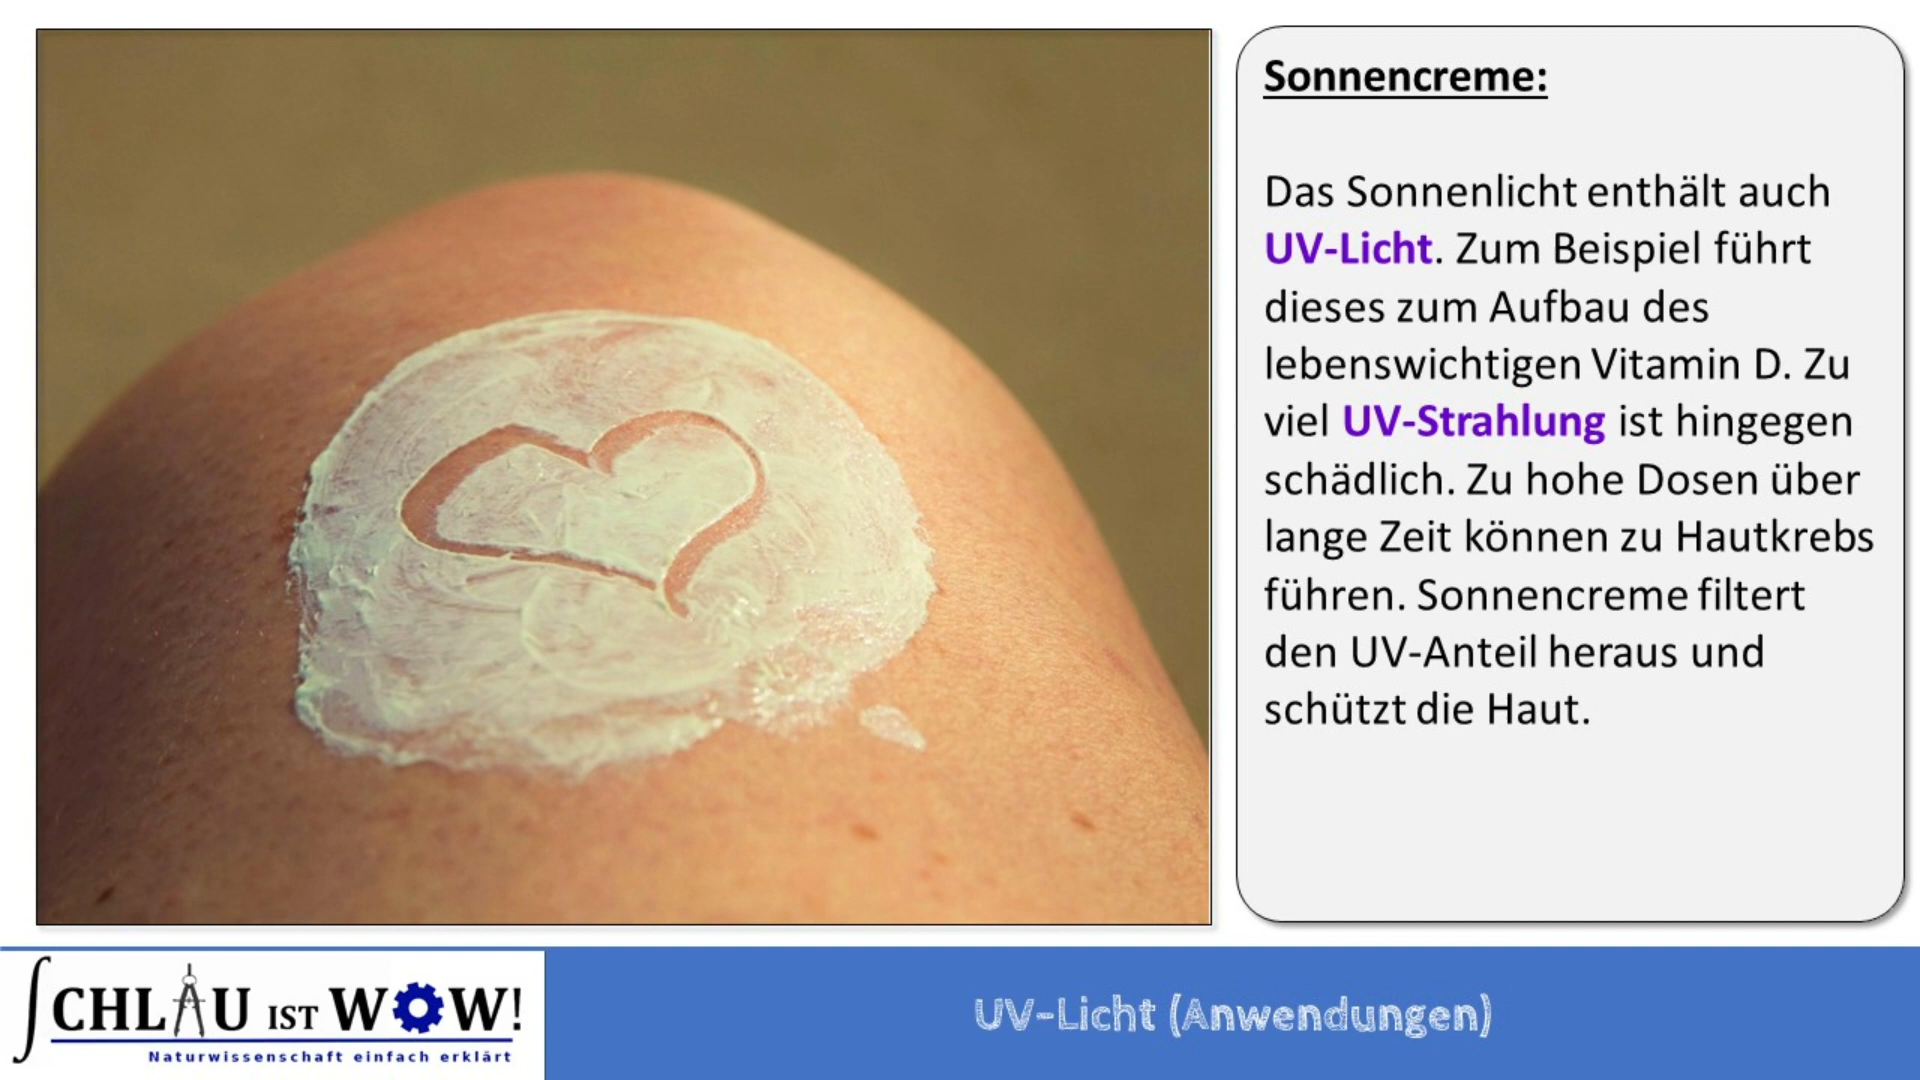 Sonnencreme:
Das Sonnenlicht enthält auch
UV-Licht. Zum Beispiel führt
dieses zum Aufbau des
lebenswichtigen Vitamin D. Zu
viel UV-Strahlung ist hingegen
schädlich. Zu hohe Dosen über
lange Zeit können zu Hautkrebs
führen. Sonnencreme filtert
den UV-Anteil heraus und
schützt die Haut.
SCHLAU IST WOW!
Naturwissenschaft einfach erklärt
UV-Licht (Anwendungen)